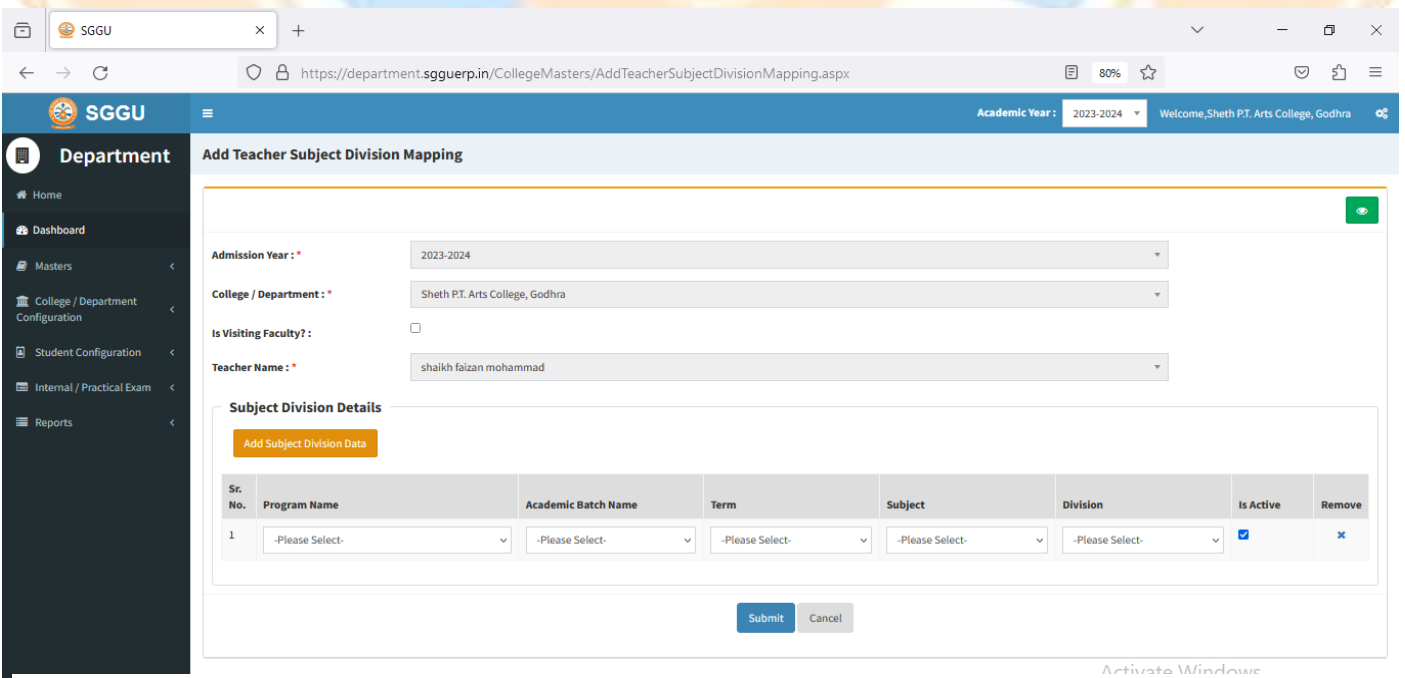 SGGU
https://department.sgguerp.in/CollegeMasters/AddTeacherSubjectDivisionMapping.aspx 80%
SGGU Academic Year : 2023-2024 Welcome,Sheth P.T. Arts College, Godhra
Department Add Teacher Subject Division Mapping
Home
Dashboard
Masters
College / Department
Configuration
Student Configuration
Internal / Practical Exam
Reports
Admission Year : * 2023-2024
College / Department : * Sheth P.T. Arts College, Godhra
Is Visiting Faculty? :
Teacher Name : * shaikh faizan mohammad
Subject Division Details
Add Subject Division Data
Sr.
No. Program Name Academic Batch Name Term Subject Division Is Active Remove
1 -Please Select- -Please Select- -Please Select- -Please Select- -Please Select-
Submit Cancel
Activate Windows